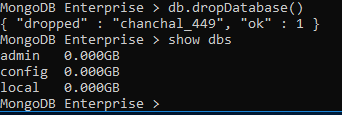 MongoDB Enterprise > db.dropDatabase()
{ "dropped" : "chanchal_449", "ok" : 1 }
MongoDB Enterprise > show dbs
admin   0.000GB
config  0.000GB
local   0.000GB
MongoDB Enterprise >